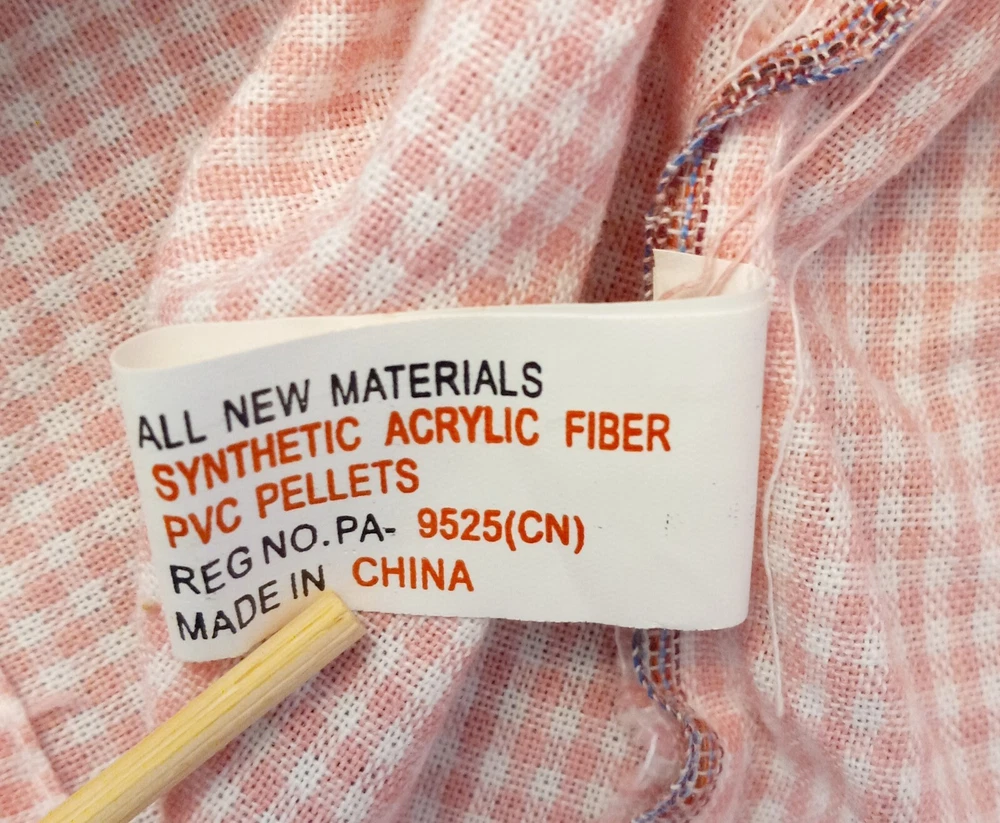 ALL NEW MATERIALS
SYNTHETIC ACRYLIC FIBER
PVC PELLETS
REG NO.PA- 9525(CN)
MADE IN CHINA